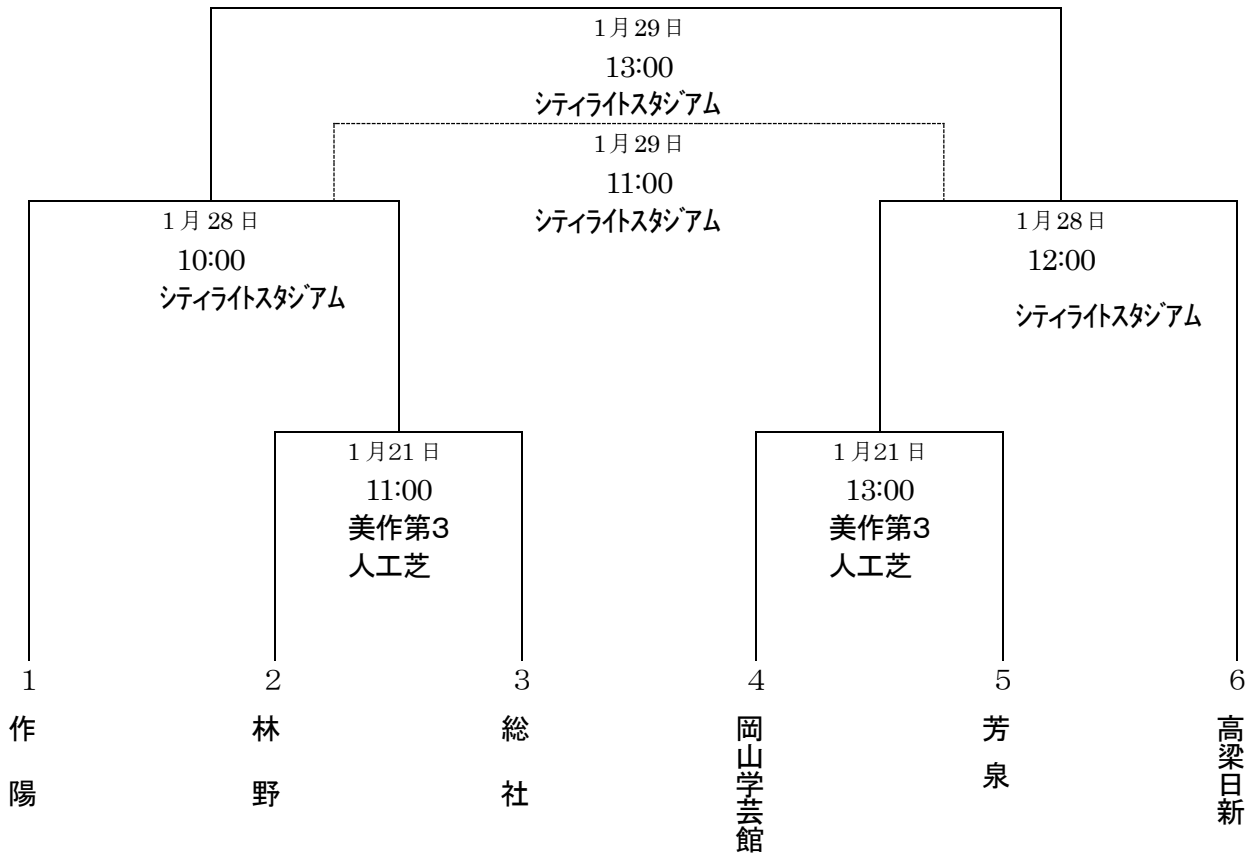 1月29日
13:00
シティライトスタジアム
1月29日
11:00
シティライトスタジアム
1月28日
10:00
シティライトスタジアム
1月28日
12:00
シティライトスタジアム
1月21日
11:00
美作第3
人工芝
1月21日
13:00
美作第3
人工芝
1
2
3
4
5
6
作陽
林野
総社
岡山学芸館
芳泉
高梁日新